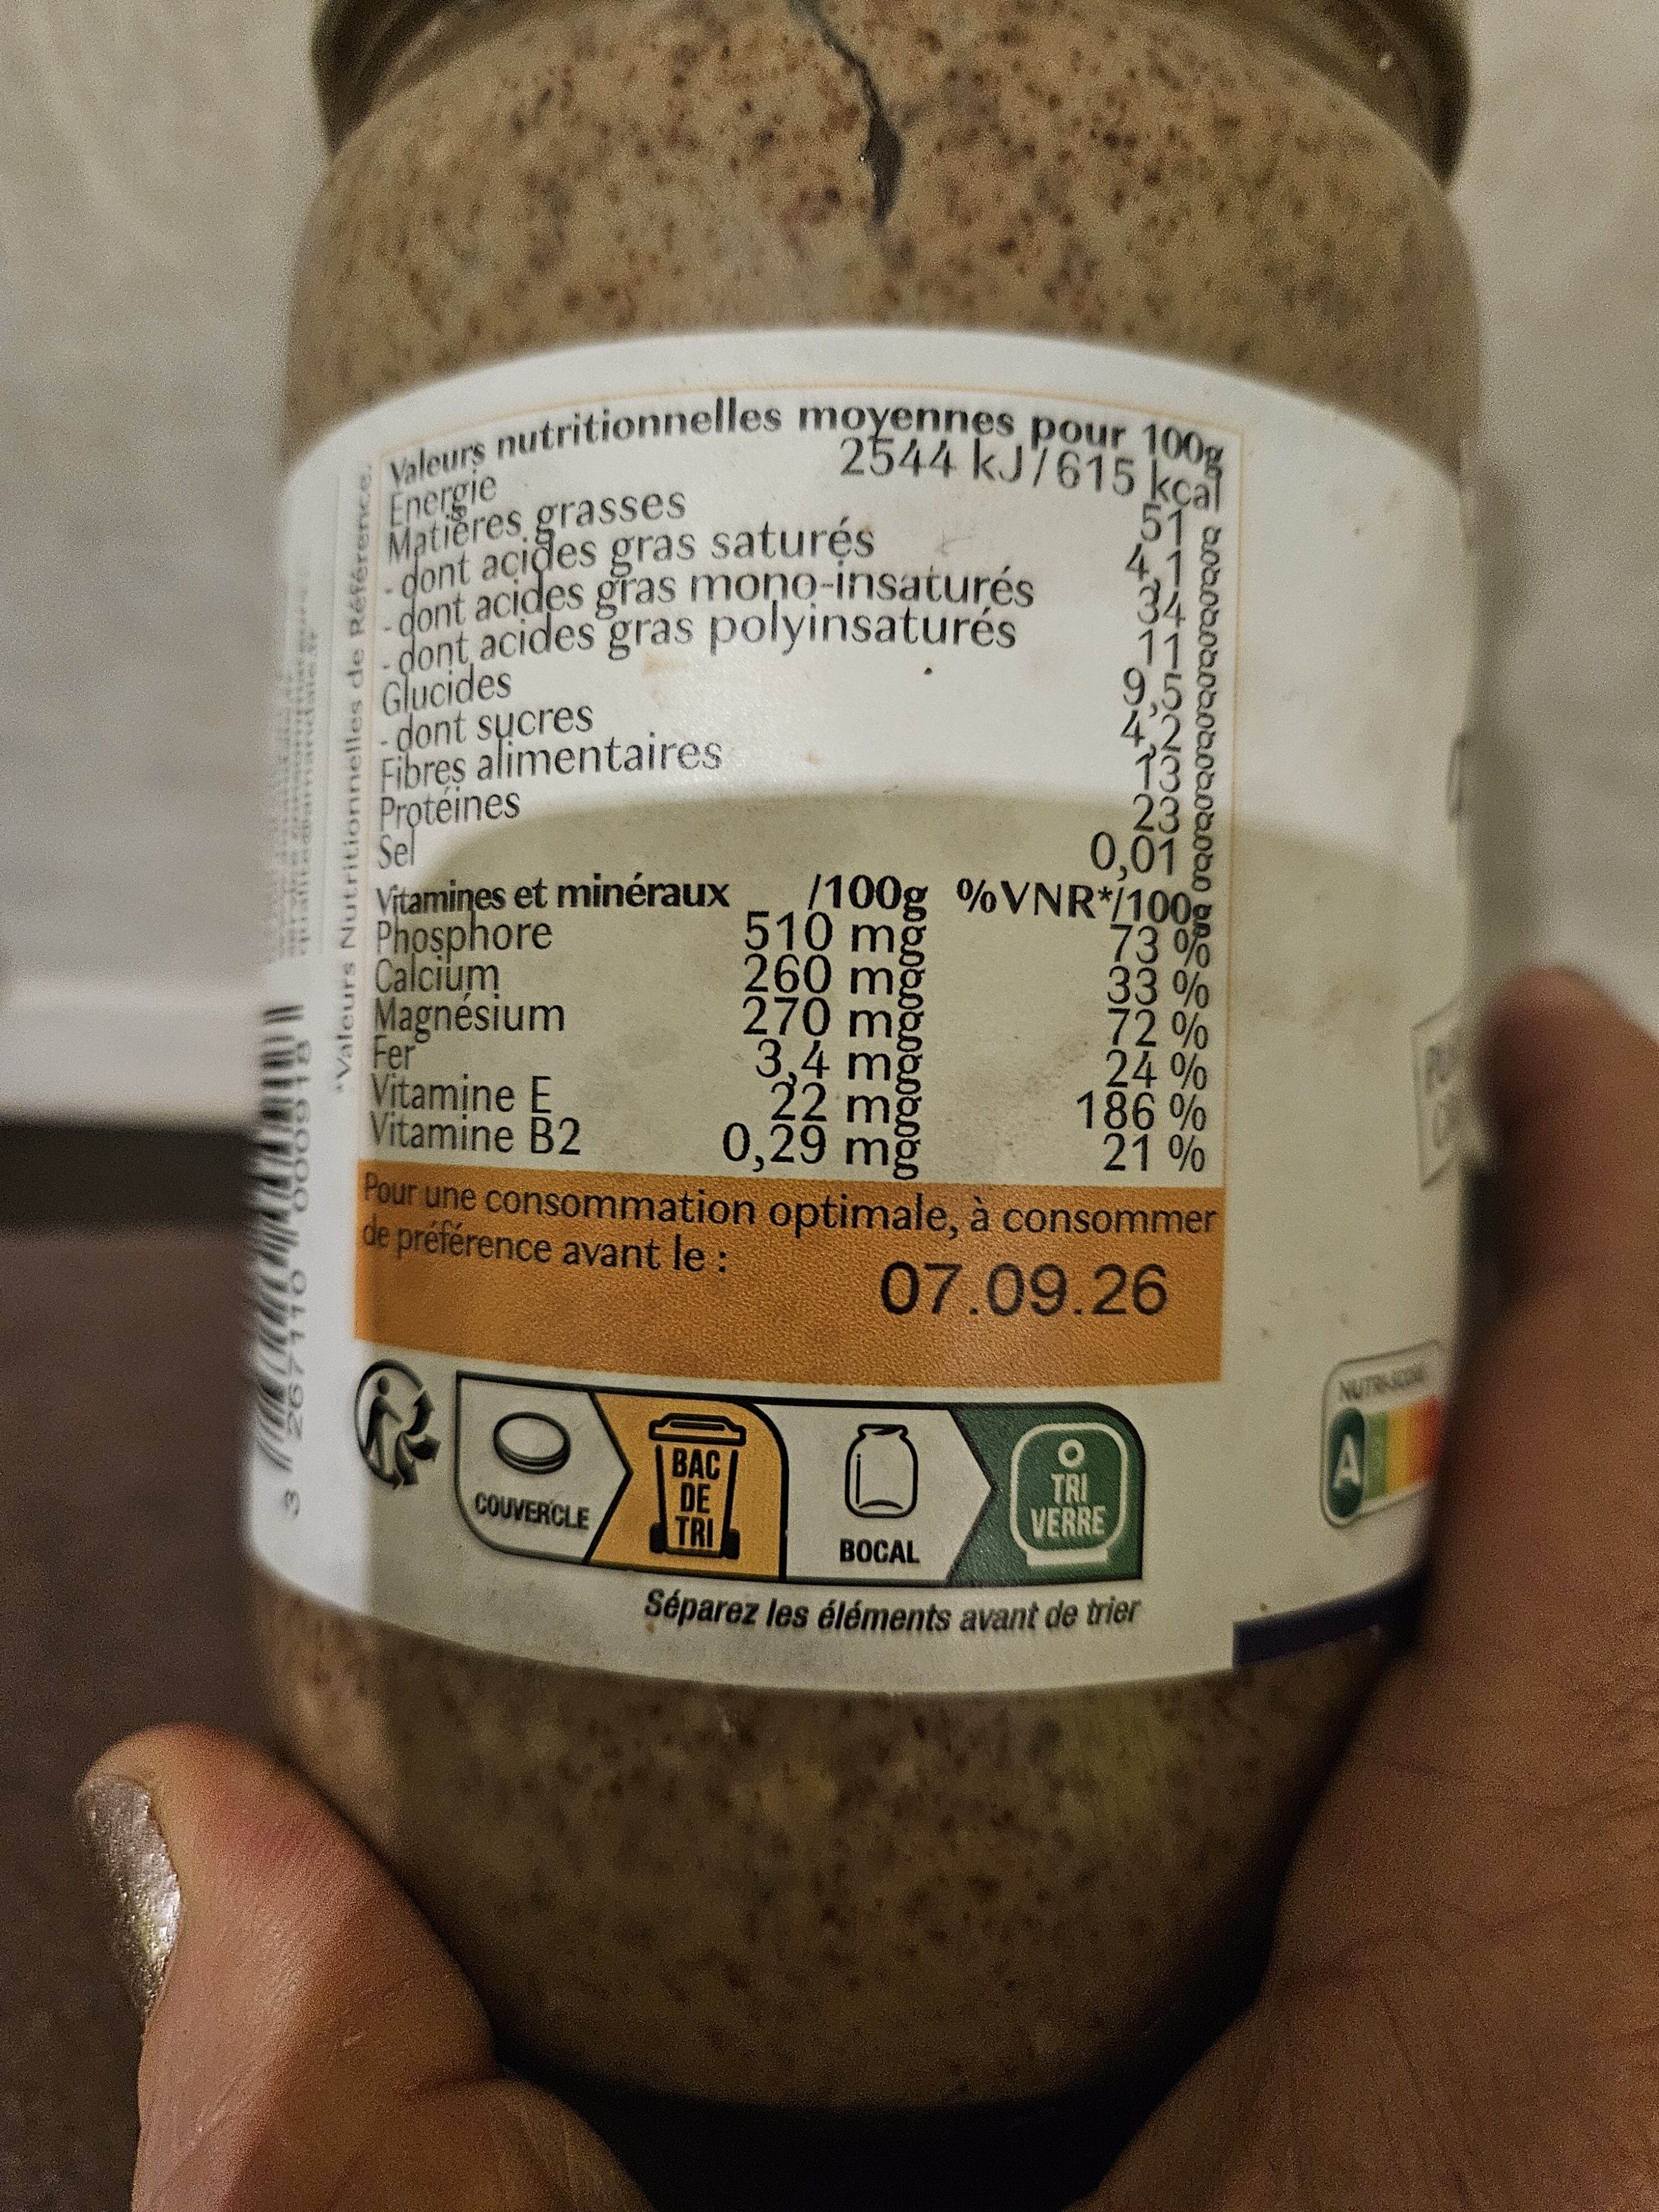 Valeurs nutritionnelles moyennes pour 100g
Énergie 2544 kJ/615 kcal
Matières grasses 51 g
- dont acides gras saturés 4,1 g
- dont acides gras mono-insaturés 34 g
- dont acides gras polyinsaturés 11 g
Glucides 9,5 g
- dont sucres 4,2 g
Fibres alimentaires 13 g
Protéines 23 g
Sel 0,01 g
Vitamines et minéraux /100g %VNR*/100g
Phosphore 510 mg 73 %
Calcium 260 mg 33 %
Magnésium 270 mg 72 %
Fer 3,4 mg 24 %
Vitamine E 22 mg 186 %
Vitamine B2 0,29 mg 21 %
*Valeurs Nutritionnelles de Référence.
Pour une consommation optimale, à consommer
de préférence avant le :
07.09.26
COUVERCLE
BAC
DE
TRI
BOCAL
TRI
VERRE
Séparez les éléments avant de trier
NUTRI-SCORE
A